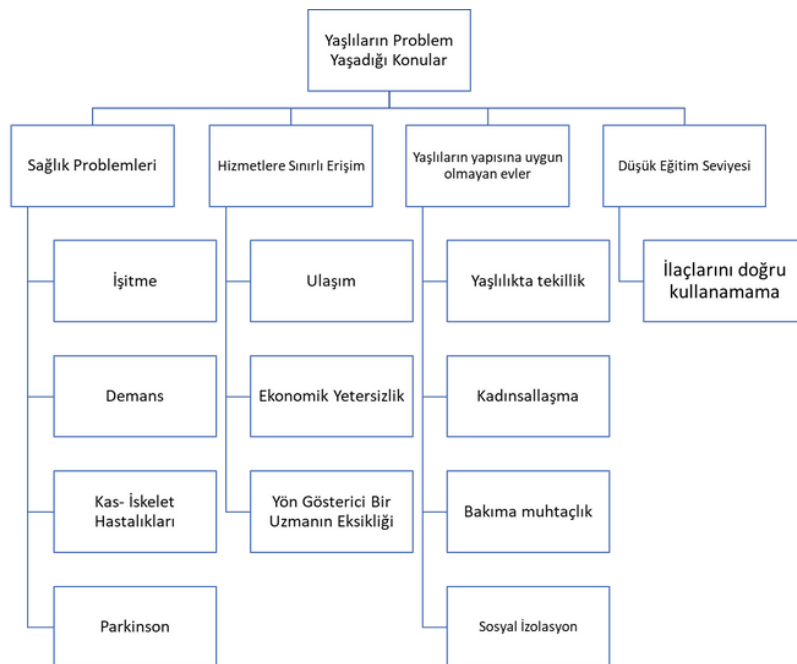 Yaşlıların Problem
Yaşadığı Konular
Sağlık Problemleri
Hizmetlere Sınırlı Erişim
Yaşlıların yapısına uygun
olmayan evler
Düşük Eğitim Seviyesi
İşitme
Ulaşım
Yaşlılıkta tekillik
İlaçlarını doğru
kullanamama
Demans
Ekonomik Yetersizlik
Kadınsallaşma
Kas- İskelet
Hastalıkları
Yön Gösterici Bir
Uzmanın Eksikliği
Bakıma muhtaçlık
Parkinson
Sosyal İzolasyon